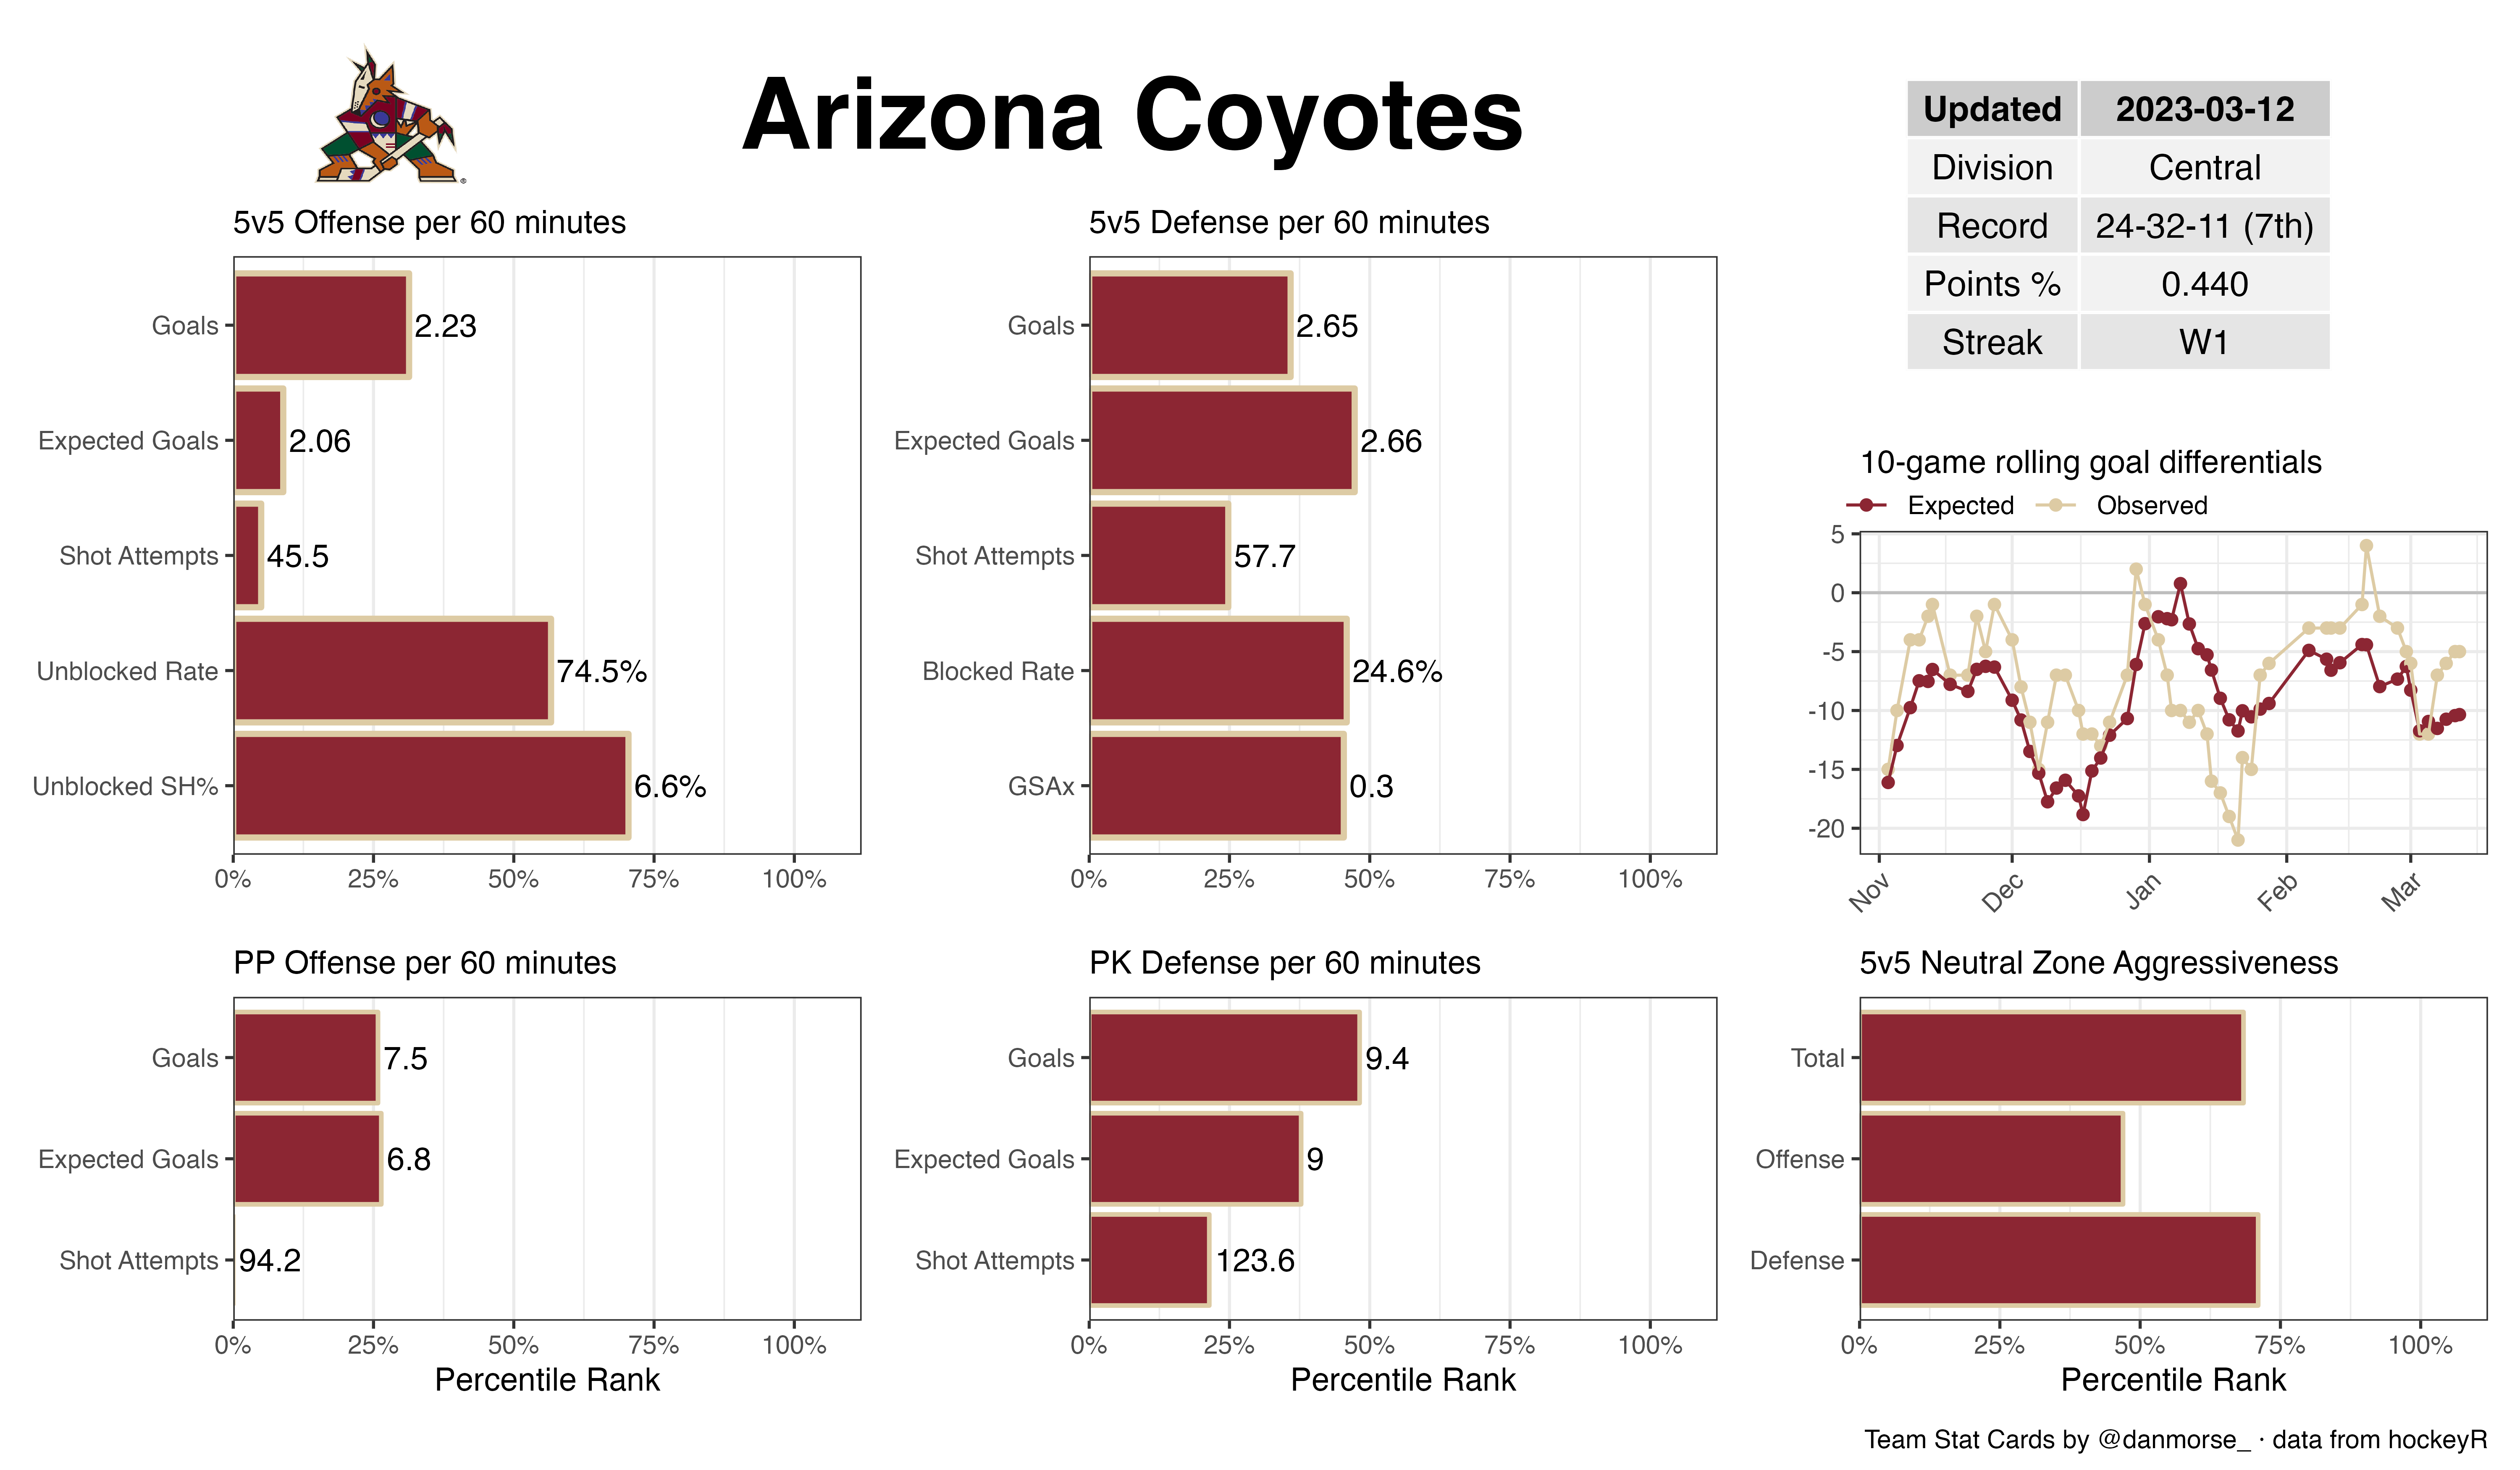 Arizona Coyotes
Updated 2023-03-12
Division Central
Record 24-32-11 (7th)
Points % 0.440
Streak W1
5v5 Offense per 60 minutes
Goals 2.23
Expected Goals 2.06
Shot Attempts 45.5
Unblocked Rate 74.5%
Unblocked SH% 6.6%
0% 25% 50% 75% 100%
5v5 Defense per 60 minutes
Goals 2.65
Expected Goals 2.66
Shot Attempts 57.7
Blocked Rate 24.6%
GSAx 0.3
0% 25% 50% 75% 100%
10-game rolling goal differentials
Expected Observed
5
0
-5
-10
-15
-20
Nov Dec Jan Feb Mar
PP Offense per 60 minutes
Goals 7.5
Expected Goals 6.8
Shot Attempts 94.2
0% 25% 50% 75% 100%
Percentile Rank
PK Defense per 60 minutes
Goals 9.4
Expected Goals 9
Shot Attempts 123.6
0% 25% 50% 75% 100%
Percentile Rank
5v5 Neutral Zone Aggressiveness
Total
Offense
Defense
0% 25% 50% 75% 100%
Percentile Rank
Team Stat Cards by @danmorse_ · data from hockeyR